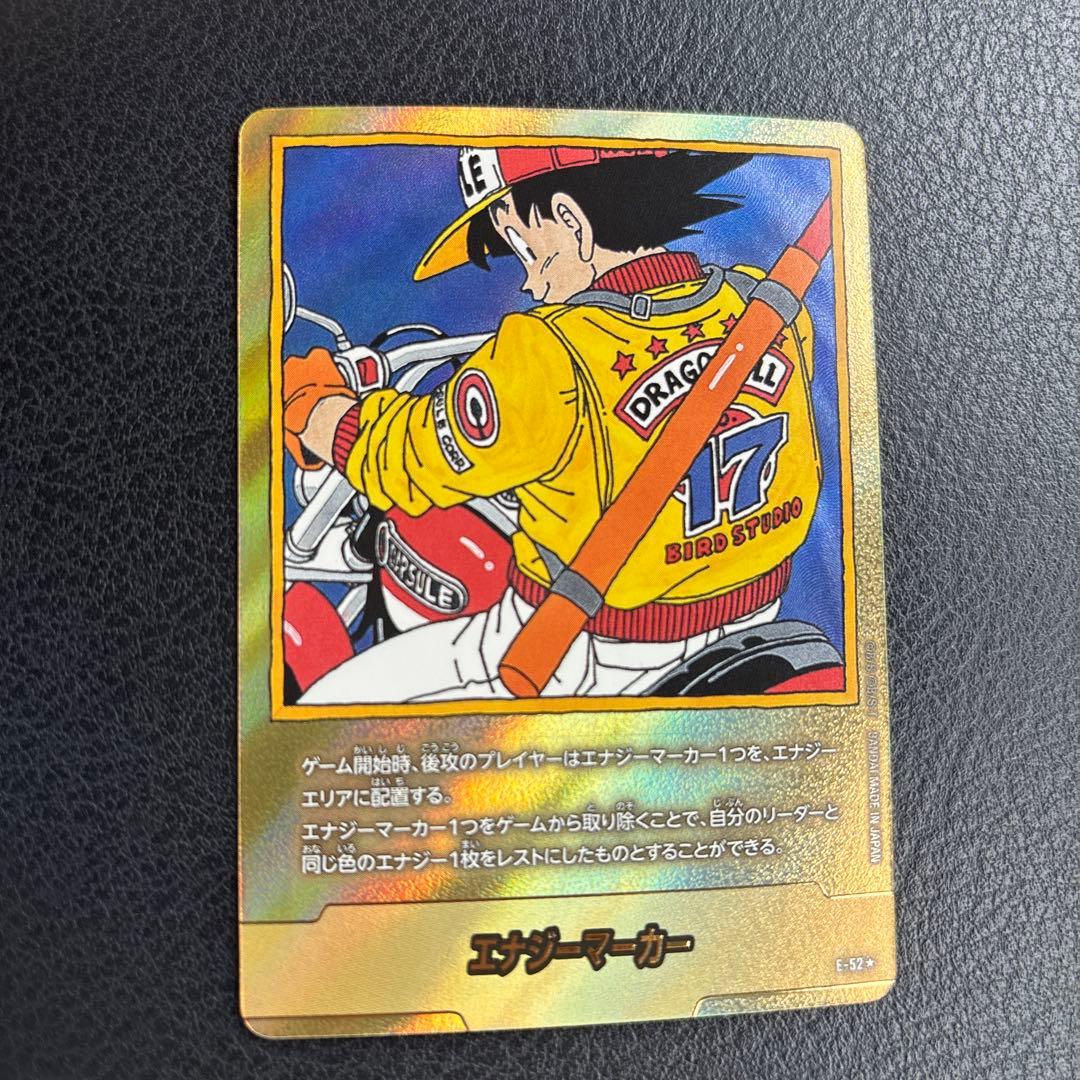 LE
DRAGO LL
17
BIRD STUDIO
SULE CORP
CAPSULE
ゲーム開始時、後攻のプレイヤーはエナジーマーカー1つを、エナジー
エリアに配置する。
エナジーマーカー1つをゲームから取り除くことで、自分のリーダーと
同じ色のエナジー1枚をレストにしたものとすることができる。
エナジーマーカー
E-52★
BANDAI MADE IN JAPAN